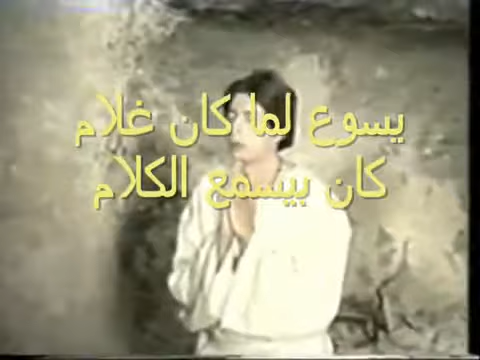 يسوع لما كان غلام
كان بيسمع الكلام